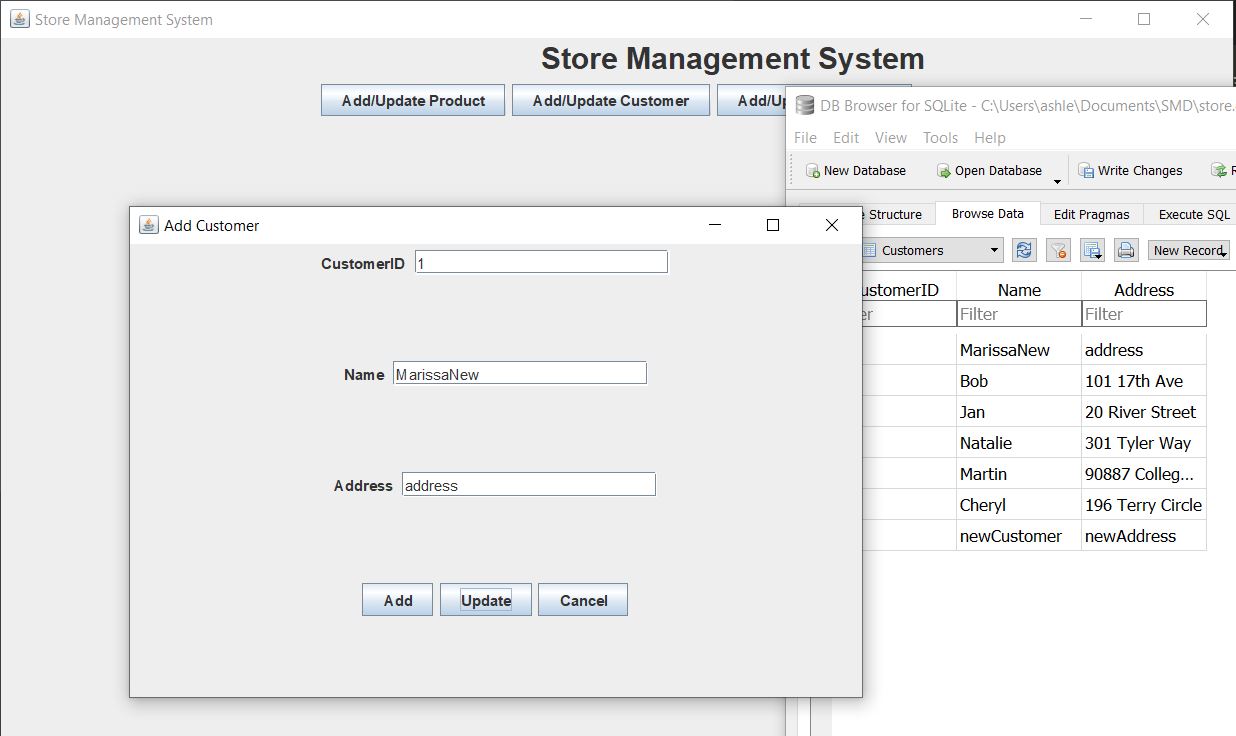 Store Management System
Store Management System
Add/Update Product
Add/Update Customer
Add/Up
DB Browser for SQLite - C:\Users\ashle\Documents\SMD\store.
File Edit View Tools Help
New Database Open Database Write Changes R
Structure Browse Data Edit Pragmas Execute SQL
Customers New Record
ustomerID Name Address
er Filter Filter
MarissaNew address
Bob 101 17th Ave
Jan 20 River Street
Natalie 301 Tyler Way
Martin 90887 Colleg...
Cheryl 196 Terry Circle
newCustomer newAddress
Add Customer
CustomerID 1
Name MarissaNew
Address address
Add Update Cancel